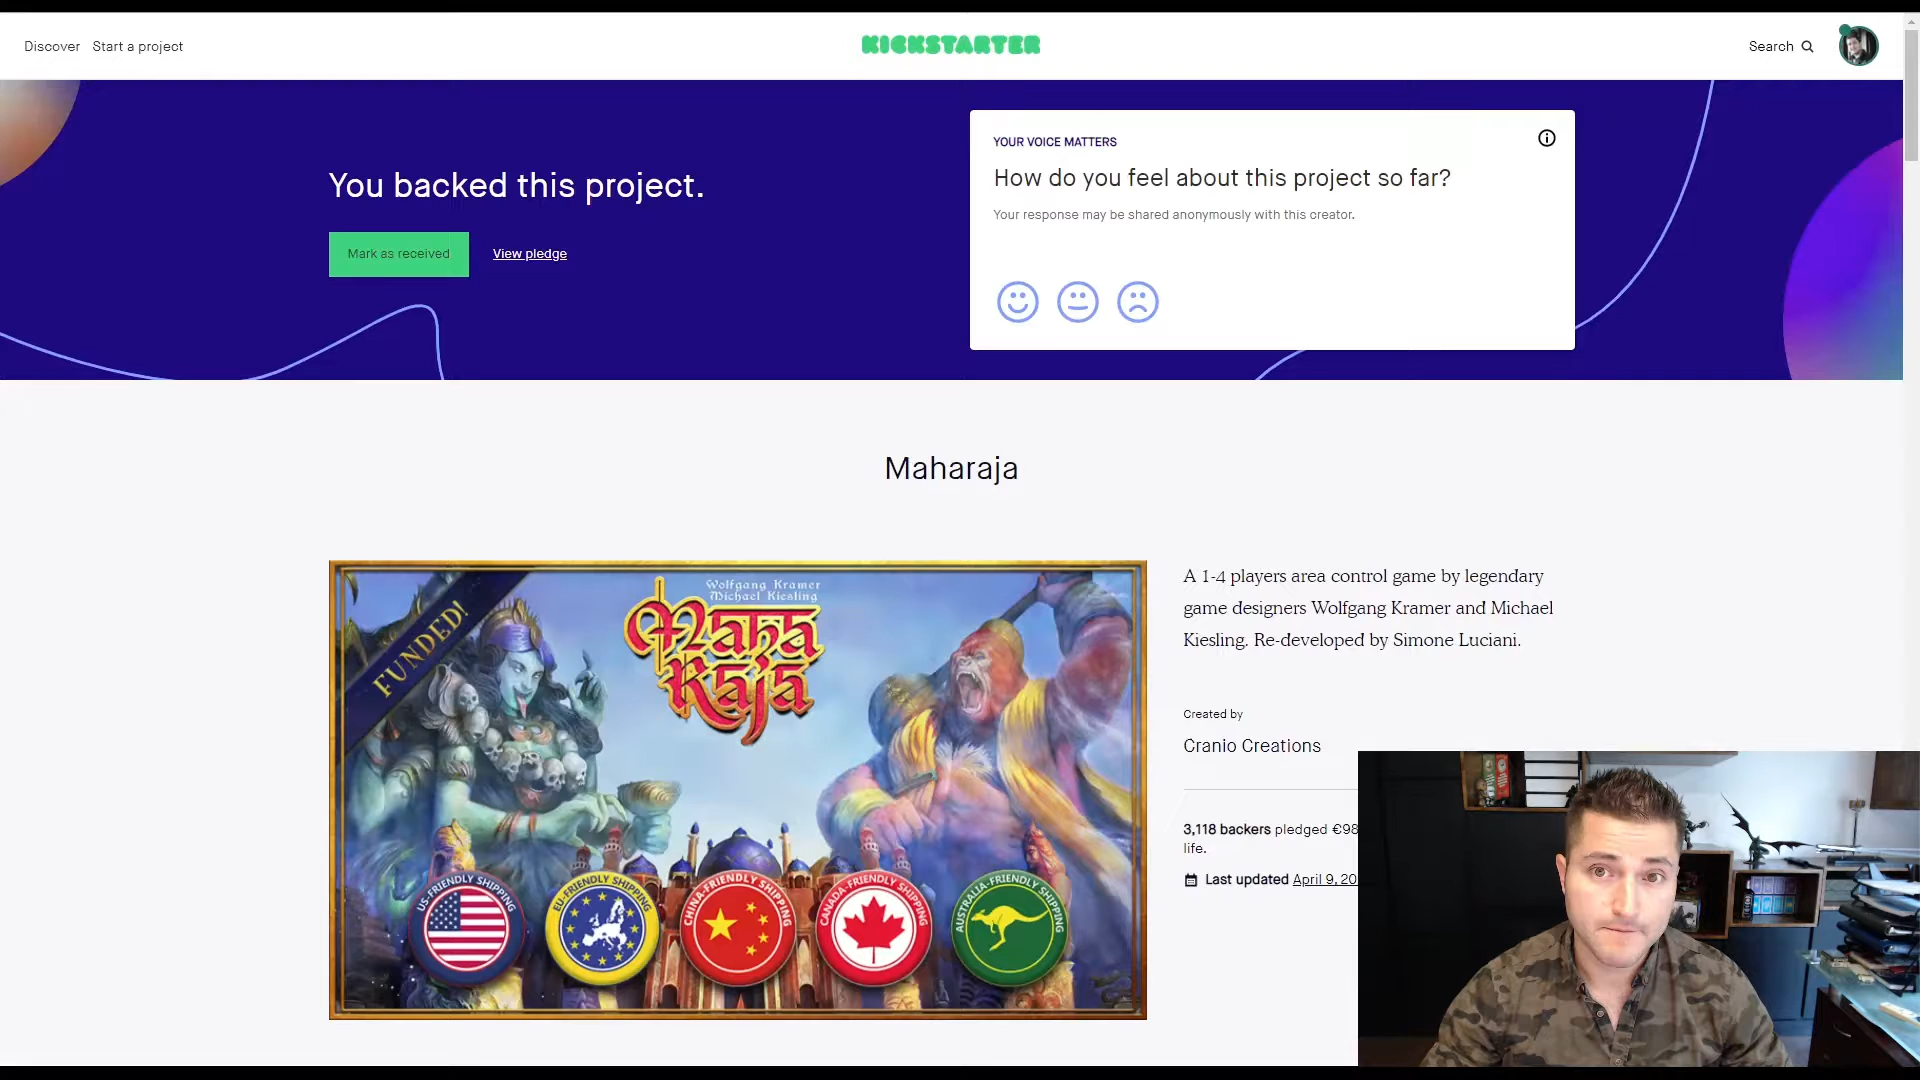 Discover Start a project
KICKSTARTER
Search
You backed this project.
Mark as received
View pledge
YOUR VOICE MATTERS
How do you feel about this project so far?
Your response may be shared anonymously with this creator.
Maharaja
FUNDED!
Wolfgang Kramer
Michael Kiesling
Maha
Raja
US-FRIENDLY SHIPPING
EU-FRIENDLY SHIPPING
CHINA-FRIENDLY SHIPPING
CANADA-FRIENDLY SHIPPING
AUSTRALIA-FRIENDLY SHIPPING
A 1-4 players area control game by legendary
game designers Wolfgang Kramer and Michael
Kiesling. Re-developed by Simone Luciani.
Created by
Cranio Creations
3,118 backers pledged €98
life.
Last updated April 9, 20